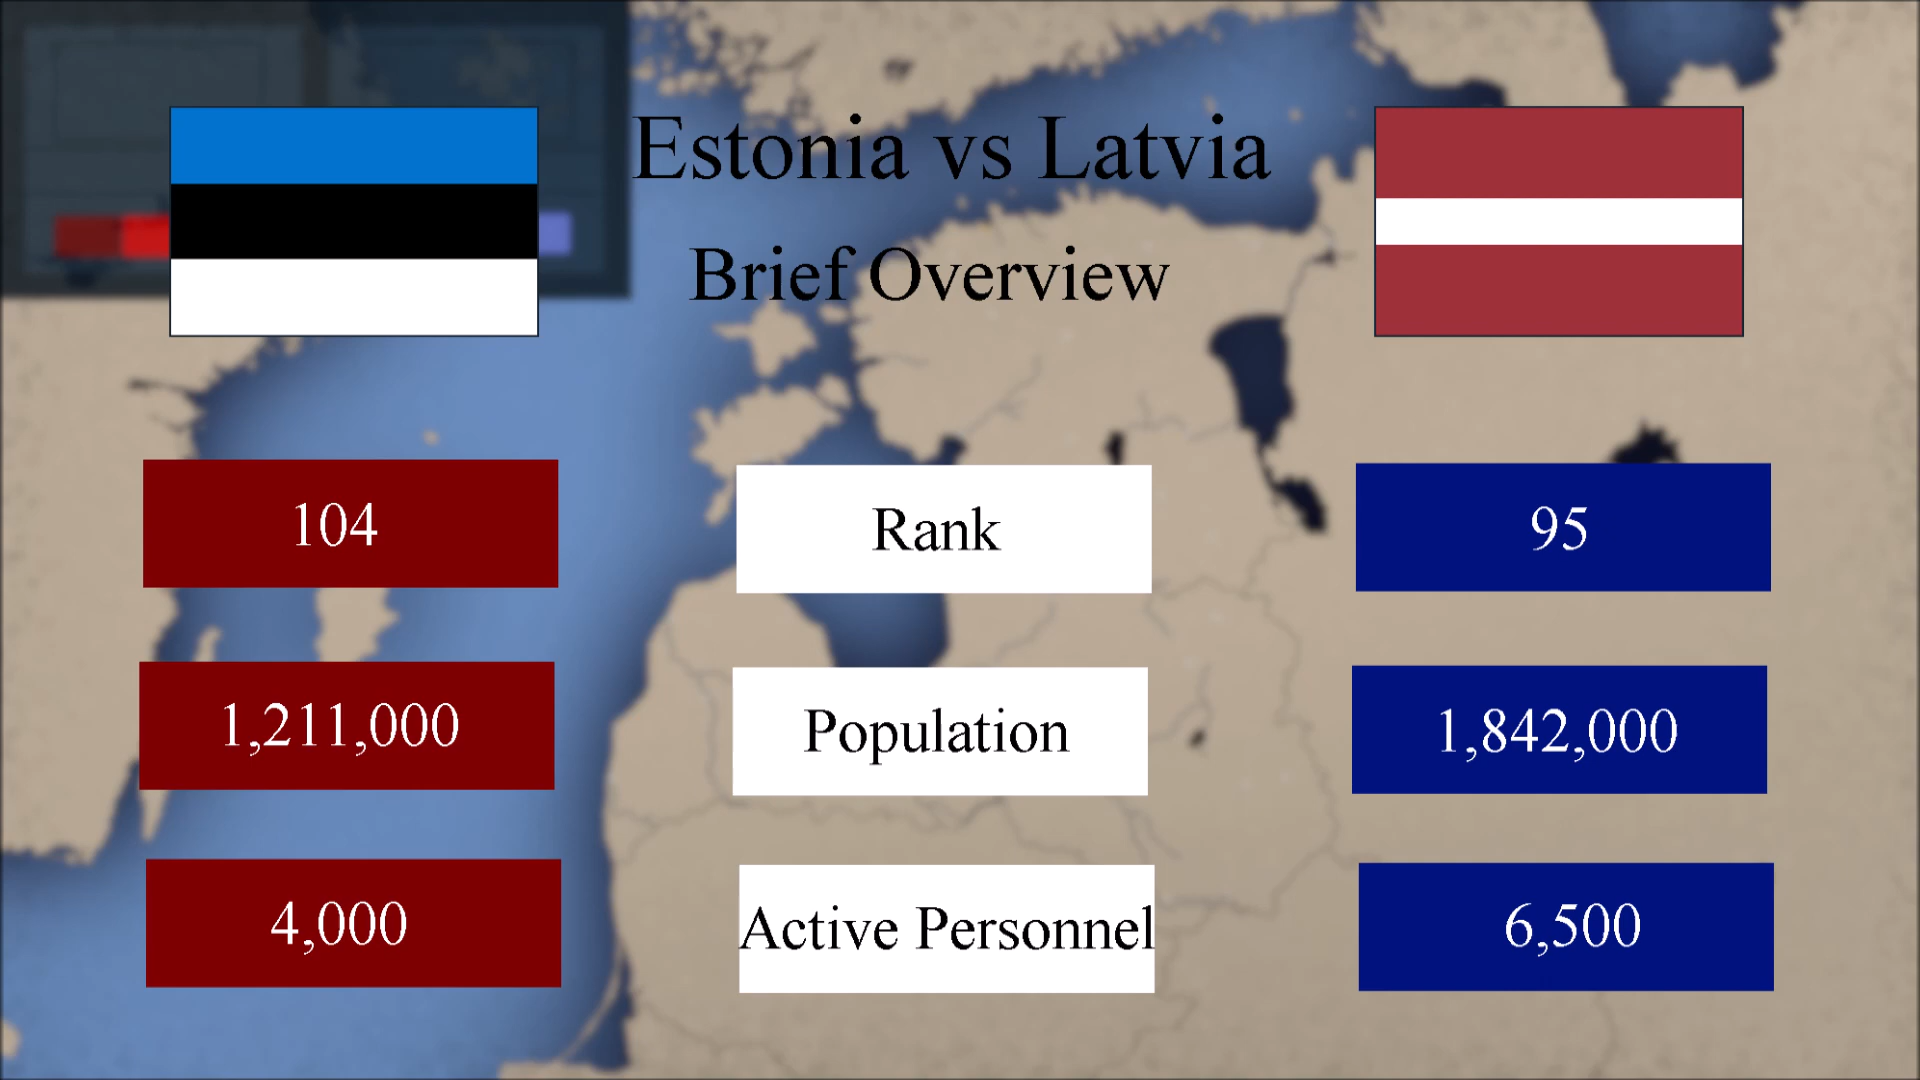 Estonia vs Latvia
Brief Overview
104
Rank
95
1,211,000
Population
1,842,000
4,000
Active Personnel
6,500